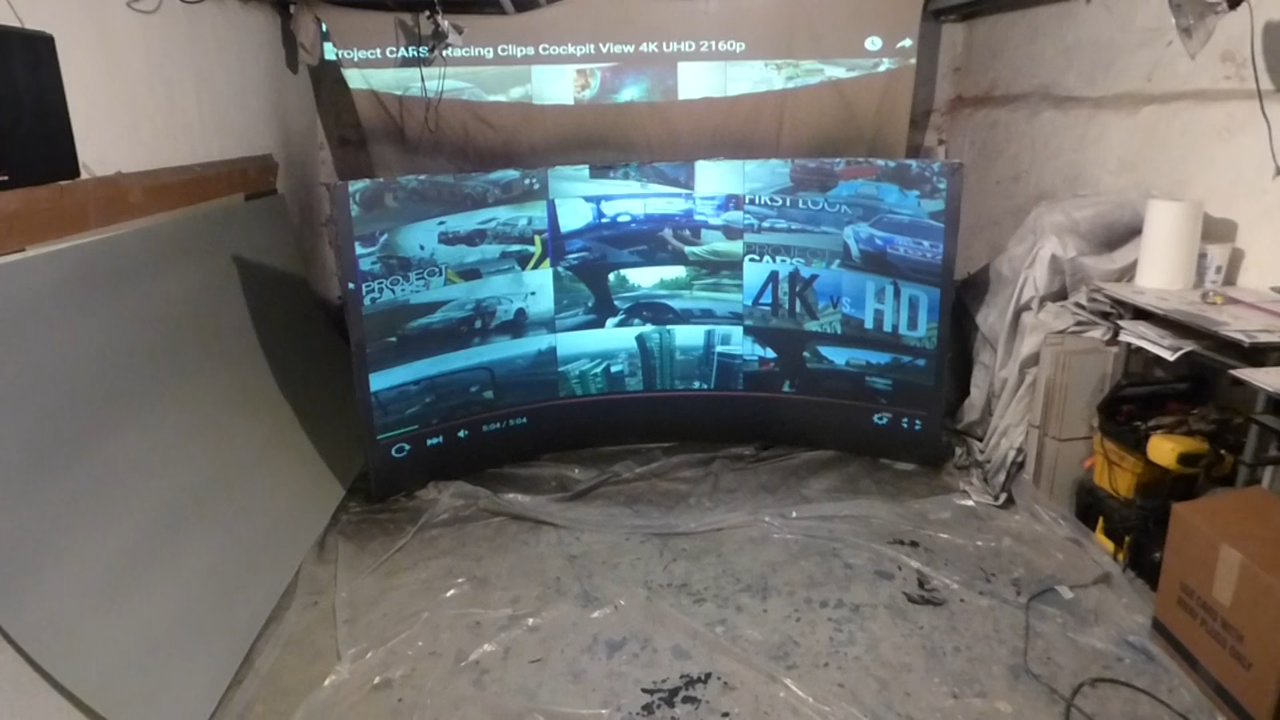 Project CARS - Racing Clips Cockpit View 4K UHD 2160p
FIRST LOOK
PROJECT
CARS
PROJECT
CARS
4K VS. HD
5:04 / 5:04